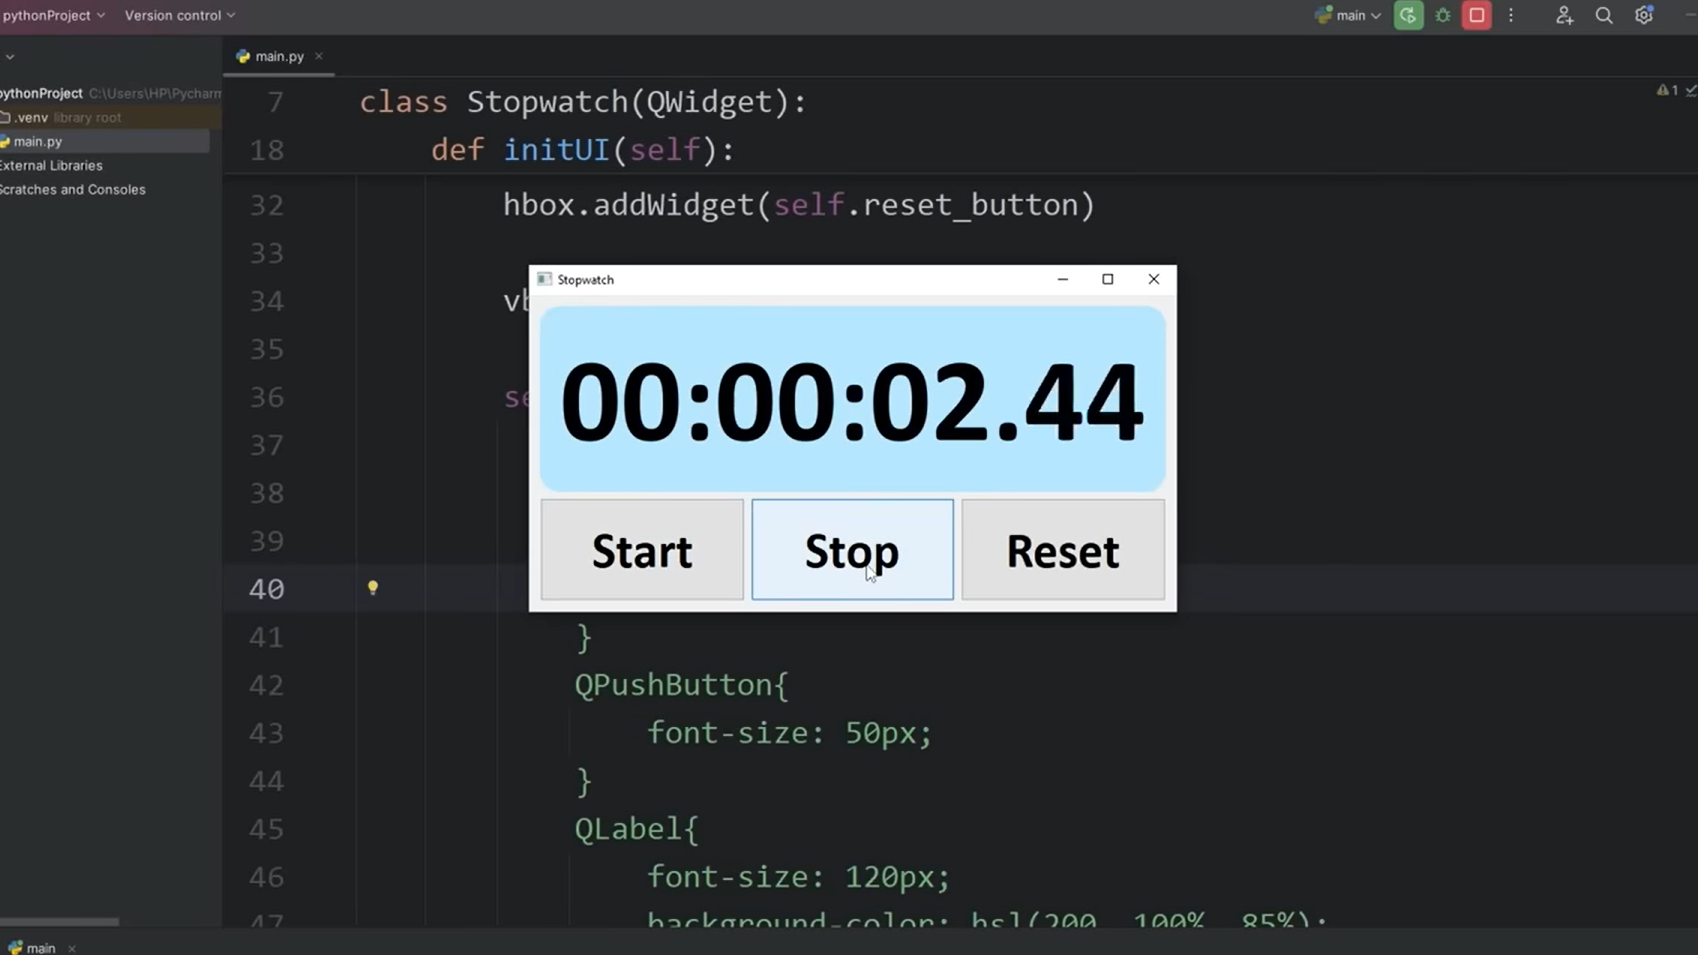 pythonProject Version control main
main.py
ythonProject C:\Users\HP\Pycharm
.venv library root
main.py
External Libraries
Scratches and Consoles
1
7 class Stopwatch(QWidget):
18 def initUI(self):
32 hbox.addWidget(self.reset_button)
33
34
35
36
37
38
39
40
41 }
42 QPushButton{
43 font-size: 50px;
44 }
45 QLabel{
46 font-size: 120px;
47 background-color: hsl(200, 100%, 85%);
Stopwatch
00:00:02.44
Start Stop Reset
main